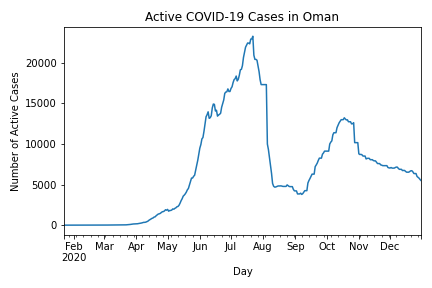 Active COVID-19 Cases in Oman
Number of Active Cases
20000
15000
10000
5000
0
Feb Mar Apr May Jun Jul Aug Sep Oct Nov Dec
2020
Day